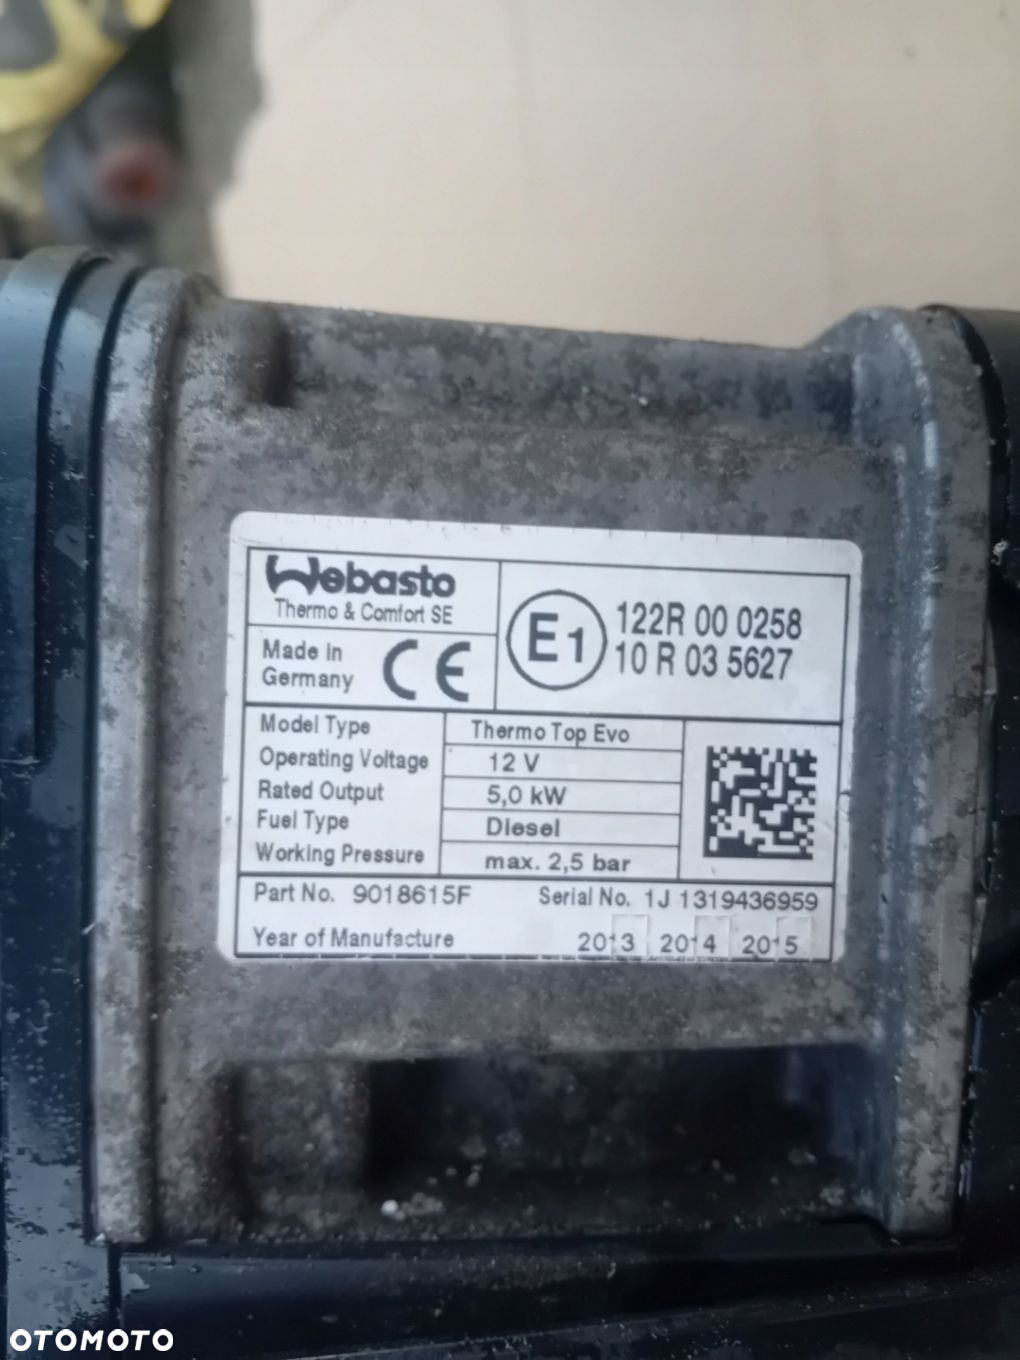 Webasto
Thermo & Comfort SE
Made in
Germany
CE
E1
122R 00 0258
10 R 03 5627
Model Type Thermo Top Evo
Operating Voltage 12 V
Rated Output 5,0 kW
Fuel Type Diesel
Working Pressure max. 2,5 bar
Part No. 9018615F Serial No. 1J 1319436959
Year of Manufacture 2013 2014 2015
OTOMOTO